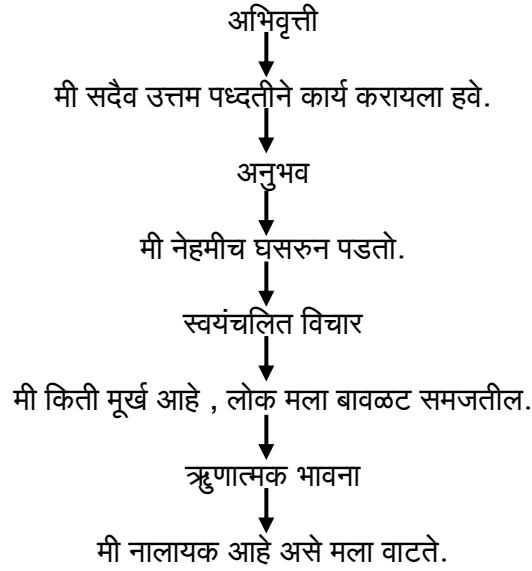 अभिवृत्ती
मी सदैव उत्तम पध्दतीने कार्य करायला हवे.
अनुभव
मी नेहमीच घसरुन पडतो.
स्वयंचलित विचार
मी किती मूर्ख आहे , लोक मला बावळट समजतील.
ॠणात्मक भावना
मी नालायक आहे असे मला वाटते.